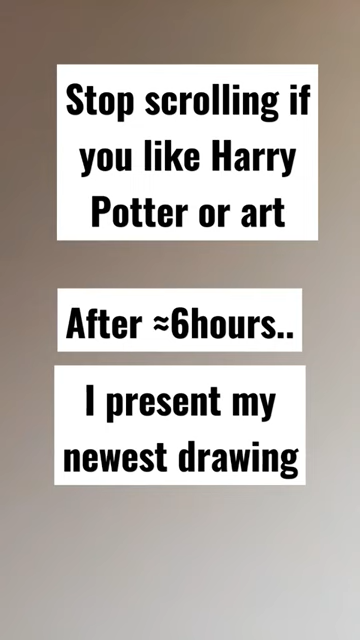 Stop scrolling if
you like Harry
Potter or art
After ≈6hours..
I present my
newest drawing